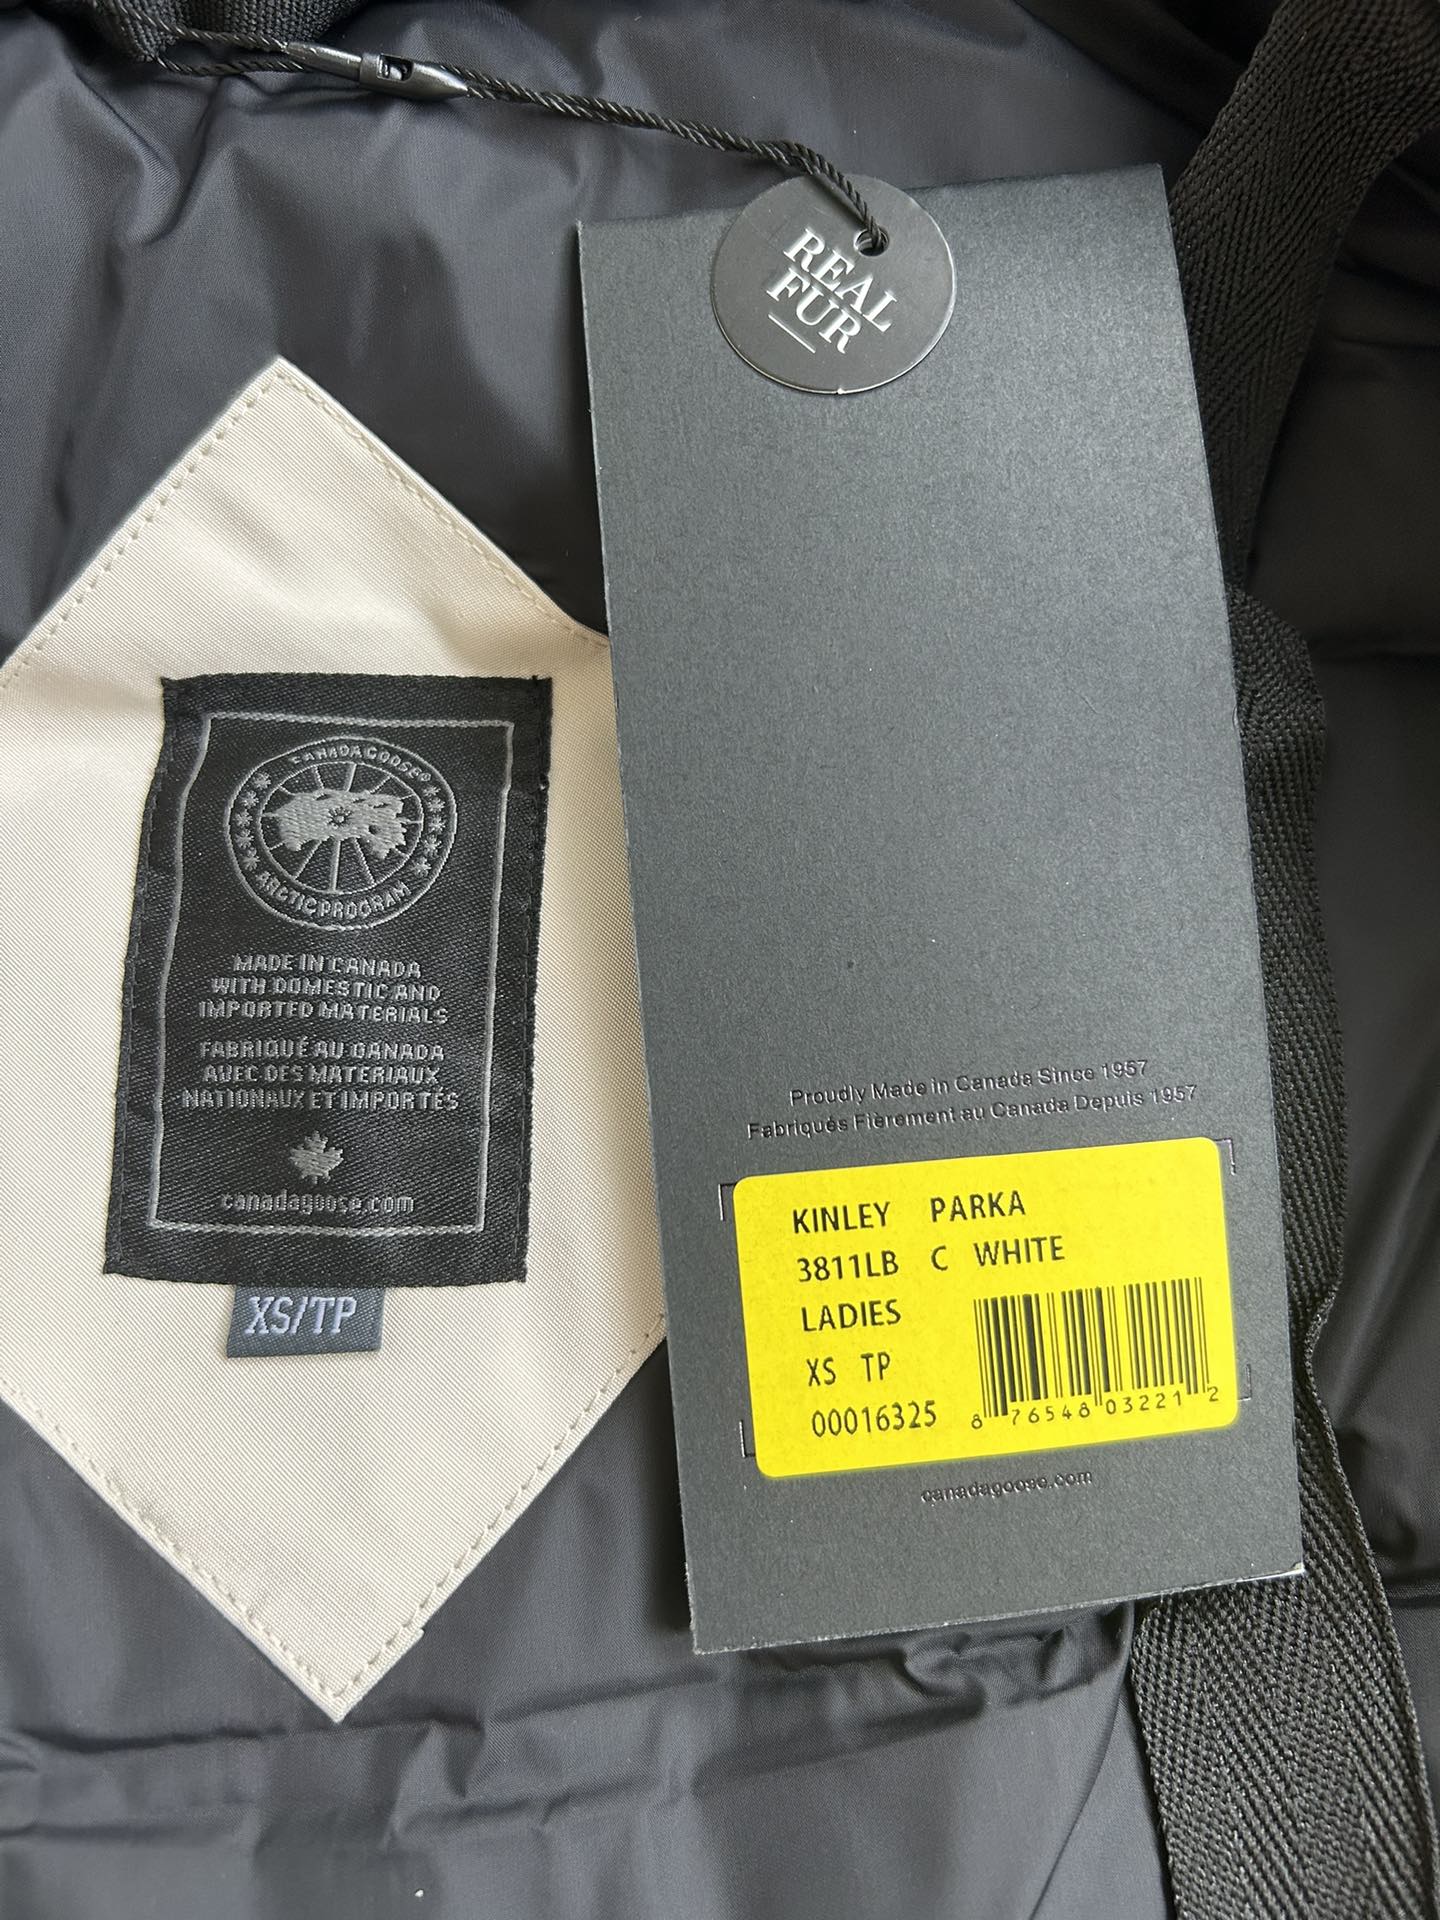 REAL
FUR
CANADA GOOSE®
ARCTIC PROGRAM
MADE IN CANADA
WITH DOMESTIC AND
IMPORTED MATERIALS
FABRIQUÉ AU CANADA
AVEC DES MATERIAUX
NATIONAUX ET IMPORTÉS
canadagoose.com
XS/TP
Proudly Made in Canada Since 1957
Fabriqués Fièrement au Canada Depuis 1957
KINLEY PARKA
3811LB C WHITE
LADIES
XS TP
00016325
8 76548 03221 2
canadagoose.com